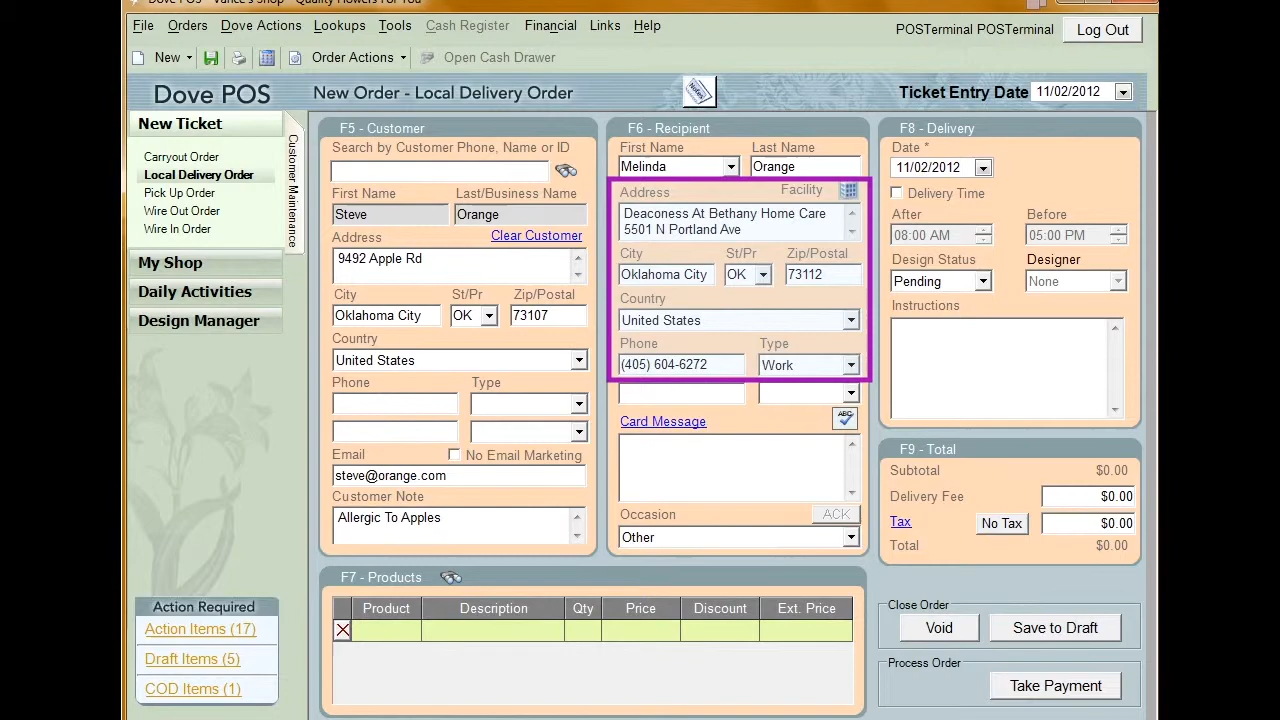 Dove POS - Vance's Shop - Quality Flowers For You
File Orders Dove Actions Lookups Tools Cash Register Financial Links Help
POSTerminal POSTerminal Log Out
New Order Actions Open Cash Drawer
Dove POS New Order - Local Delivery Order Notes Ticket Entry Date 11/02/2012
New Ticket
Carryout Order
Local Delivery Order
Pick Up Order
Wire Out Order
Wire In Order
My Shop
Daily Activities
Design Manager
Customer Maintenance
Action Required
Action Items (17)
Draft Items (5)
COD Items (1)
F5 - Customer
Search by Customer Phone, Name or ID
First Name Last/Business Name
Steve Orange
Address Clear Customer
9492 Apple Rd
City St/Pr Zip/Postal
Oklahoma City OK 73107
Country
United States
Phone Type
Email No Email Marketing
steve@orange.com
Customer Note
Allergic To Apples
F6 - Recipient
First Name Last Name
Melinda Orange
Address Facility
Deaconess At Bethany Home Care
5501 N Portland Ave
City St/Pr Zip/Postal
Oklahoma City OK 73112
Country
United States
Phone Type
(405) 604-6272 Work
Card Message ABC
Occasion ACK
Other
F8 - Delivery
Date *
11/02/2012
Delivery Time
After Before
08:00 AM 05:00 PM
Design Status Designer
Pending None
Instructions
F9 - Total
Subtotal $0.00
Delivery Fee $0.00
Tax No Tax $0.00
Total $0.00
F7 - Products
Product Description Qty Price Discount Ext. Price
Close Order
Void Save to Draft
Process Order
Take Payment